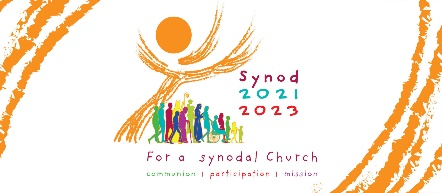 Synod
2021
2023
For a synodal Church
communion | participation | mission